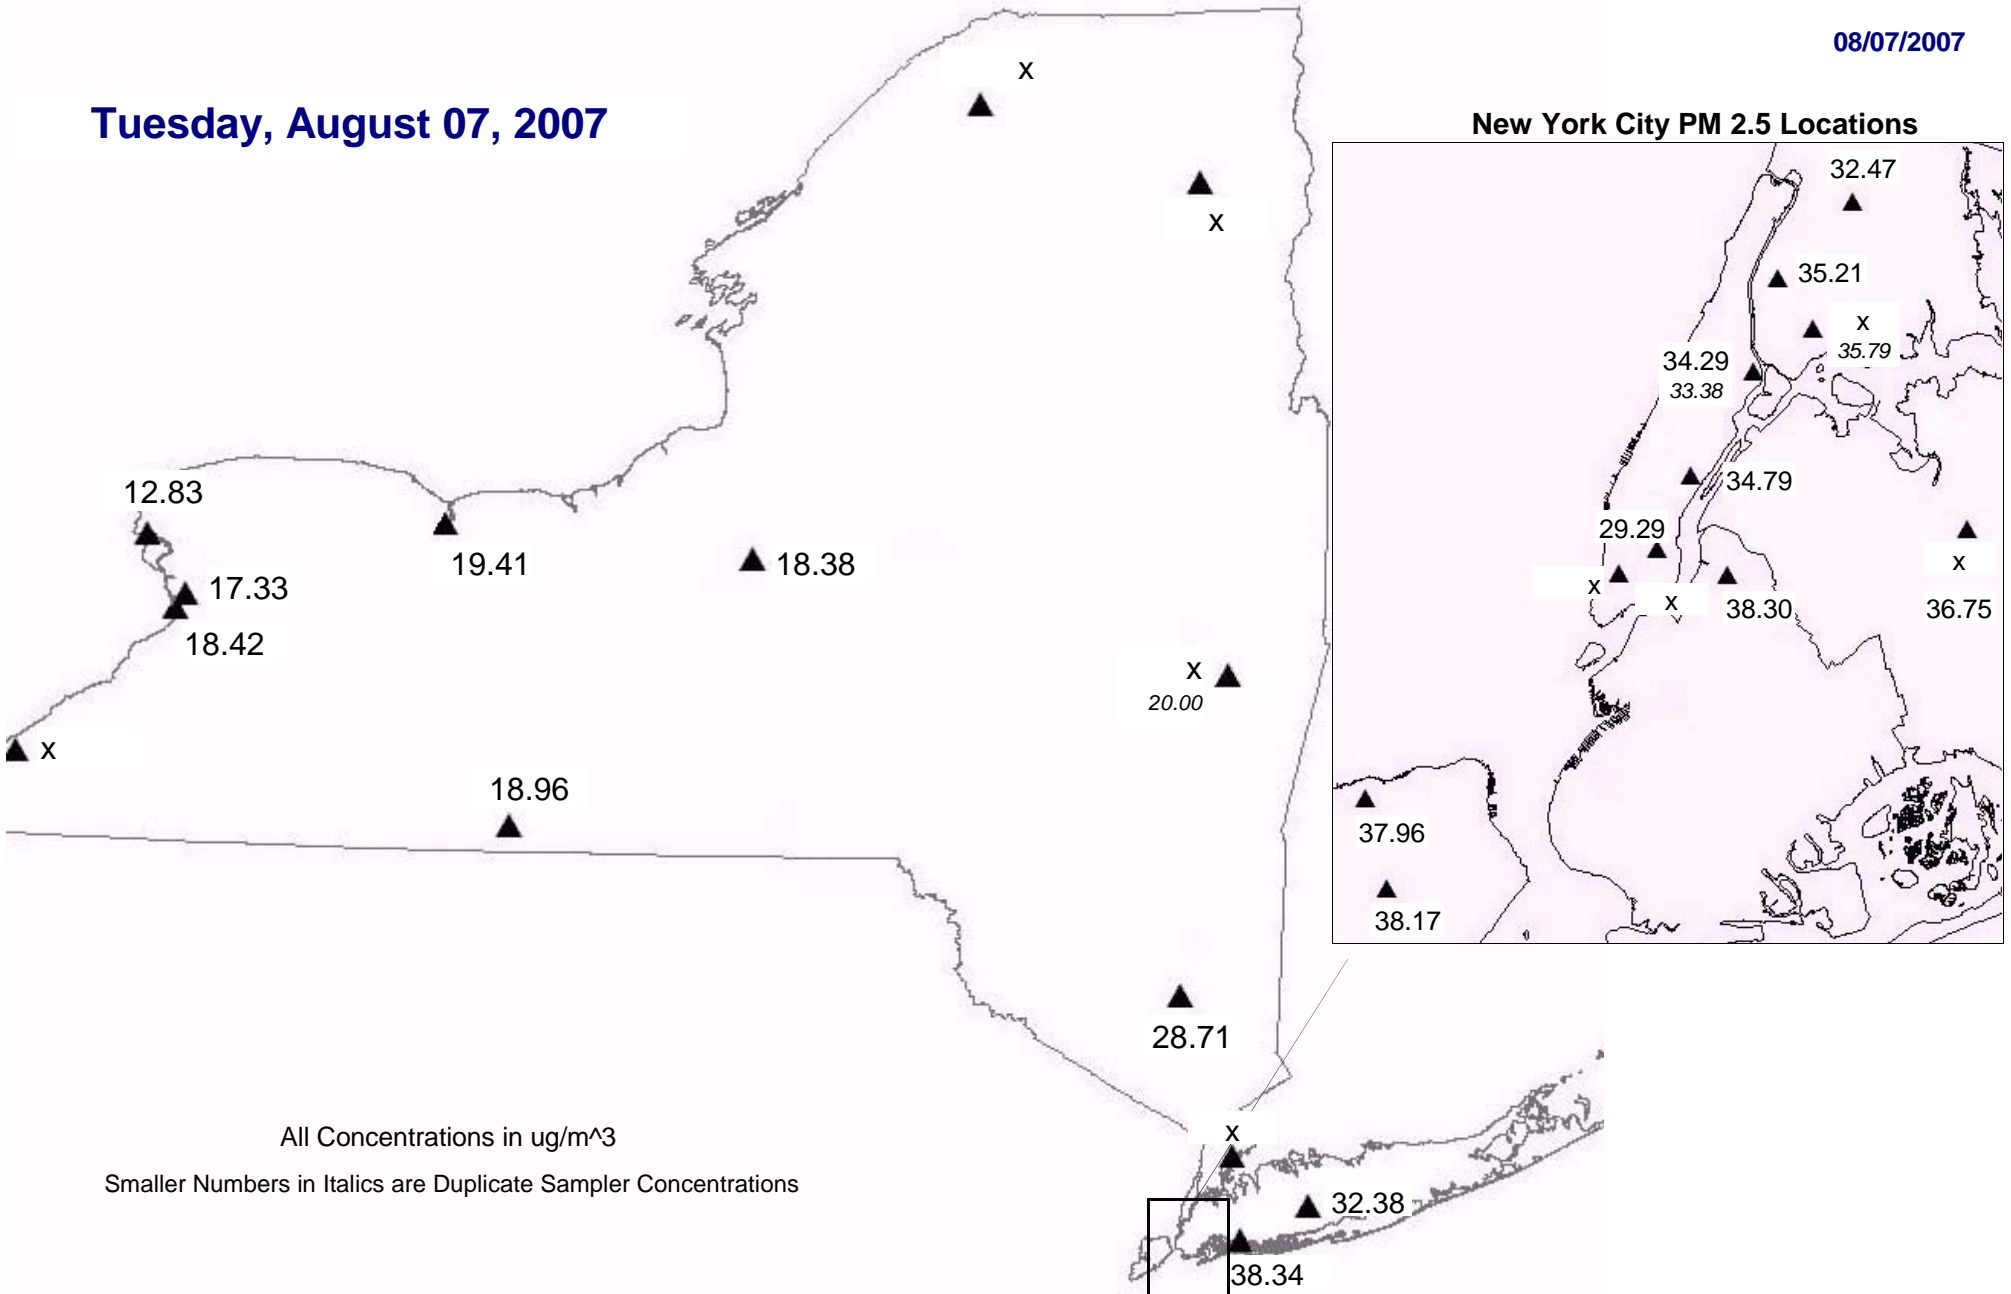 08/07/2007
Tuesday, August 07, 2007
New York City PM 2.5 Locations
x
x
12.83
17.33
18.42
19.41
18.38
x
20.00
x
18.96
28.71
x
32.38
38.34
32.47
35.21
x
35.79
34.29
33.38
34.79
29.29
x
x
38.30
x
36.75
37.96
38.17
All Concentrations in ug/m^3
Smaller Numbers in Italics are Duplicate Sampler Concentrations